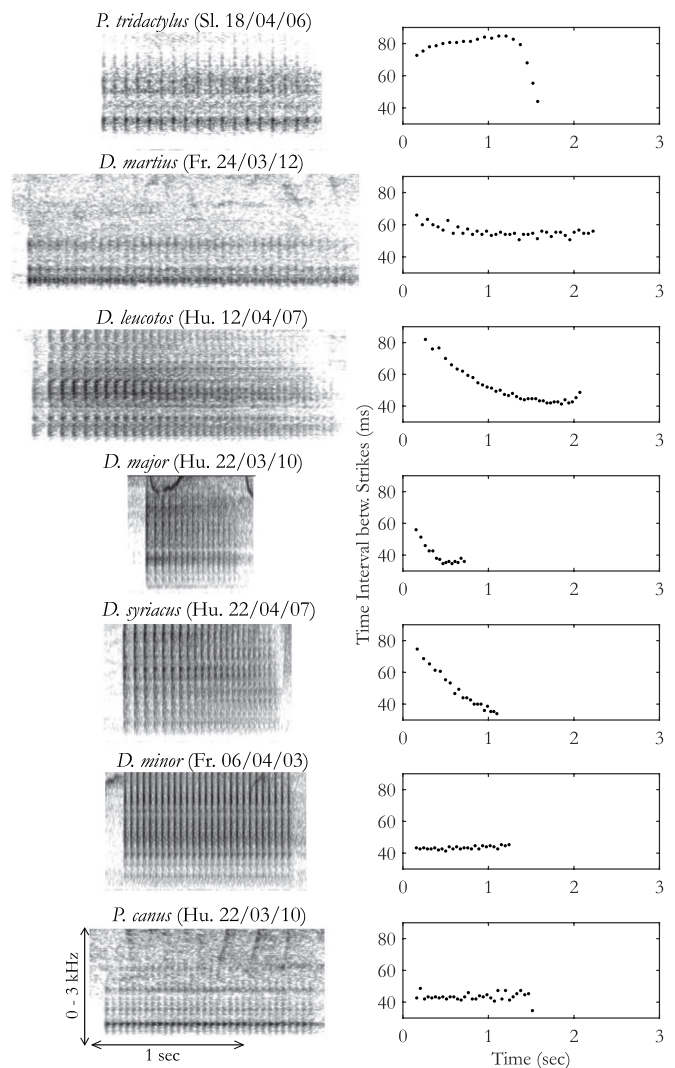 P. tridactylus (Sl. 18/04/06)
80
60
40
0 1 2 3
D. martius (Fr. 24/03/12)
80
60
40
0 1 2 3
D. leucotos (Hu. 12/04/07)
80
60
40
0 1 2 3
D. major (Hu. 22/03/10)
80
60
40
0 1 2 3
Time Interval betw. Strikes (ms)
D. syriacus (Hu. 22/04/07)
80
60
40
0 1 2 3
D. minor (Fr. 06/04/03)
80
60
40
0 1 2 3
P. canus (Hu. 22/03/10)
80
60
40
0 1 2 3
0 - 3 kHz
1 sec
Time (sec)